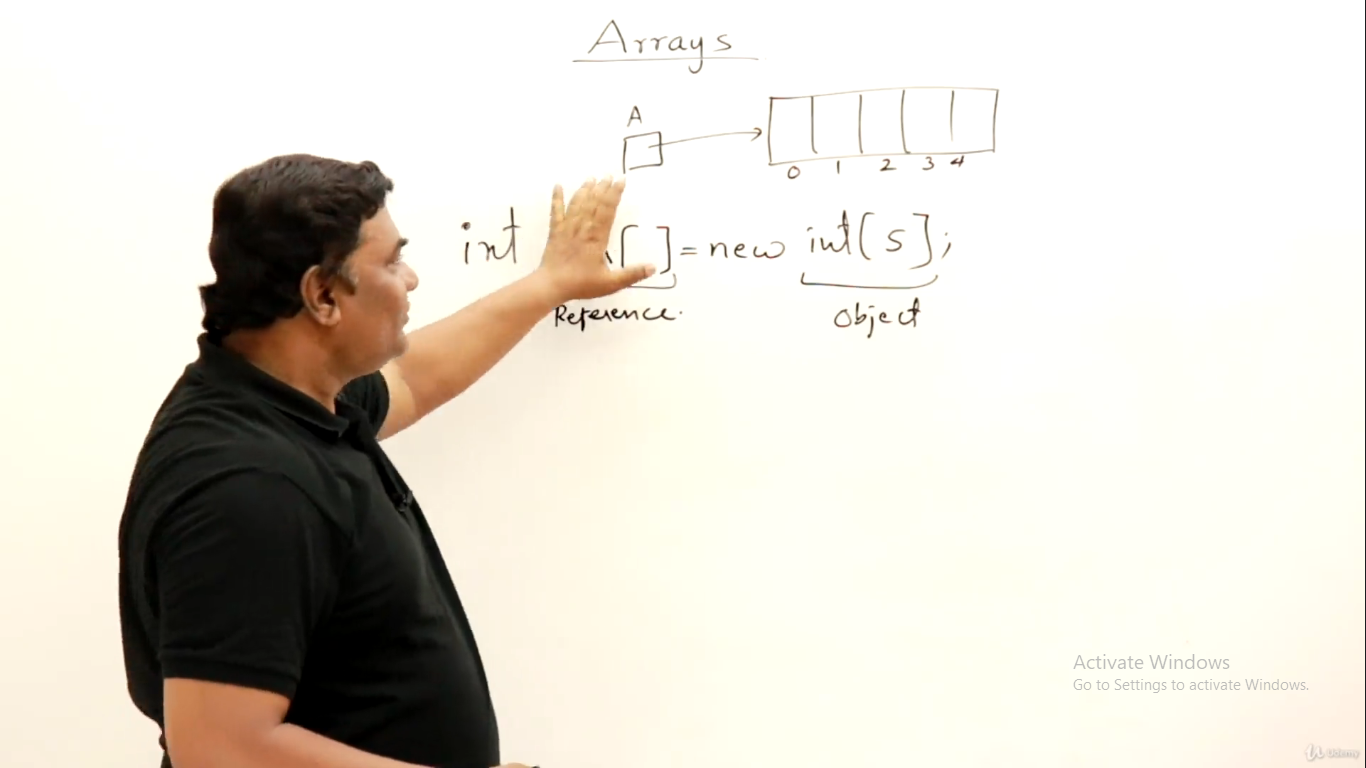 Arrays
A
0 1 2 3 4
int [ ] = new int[5];
Reference.
object
Activate Windows
Go to Settings to activate Windows.
Udemy